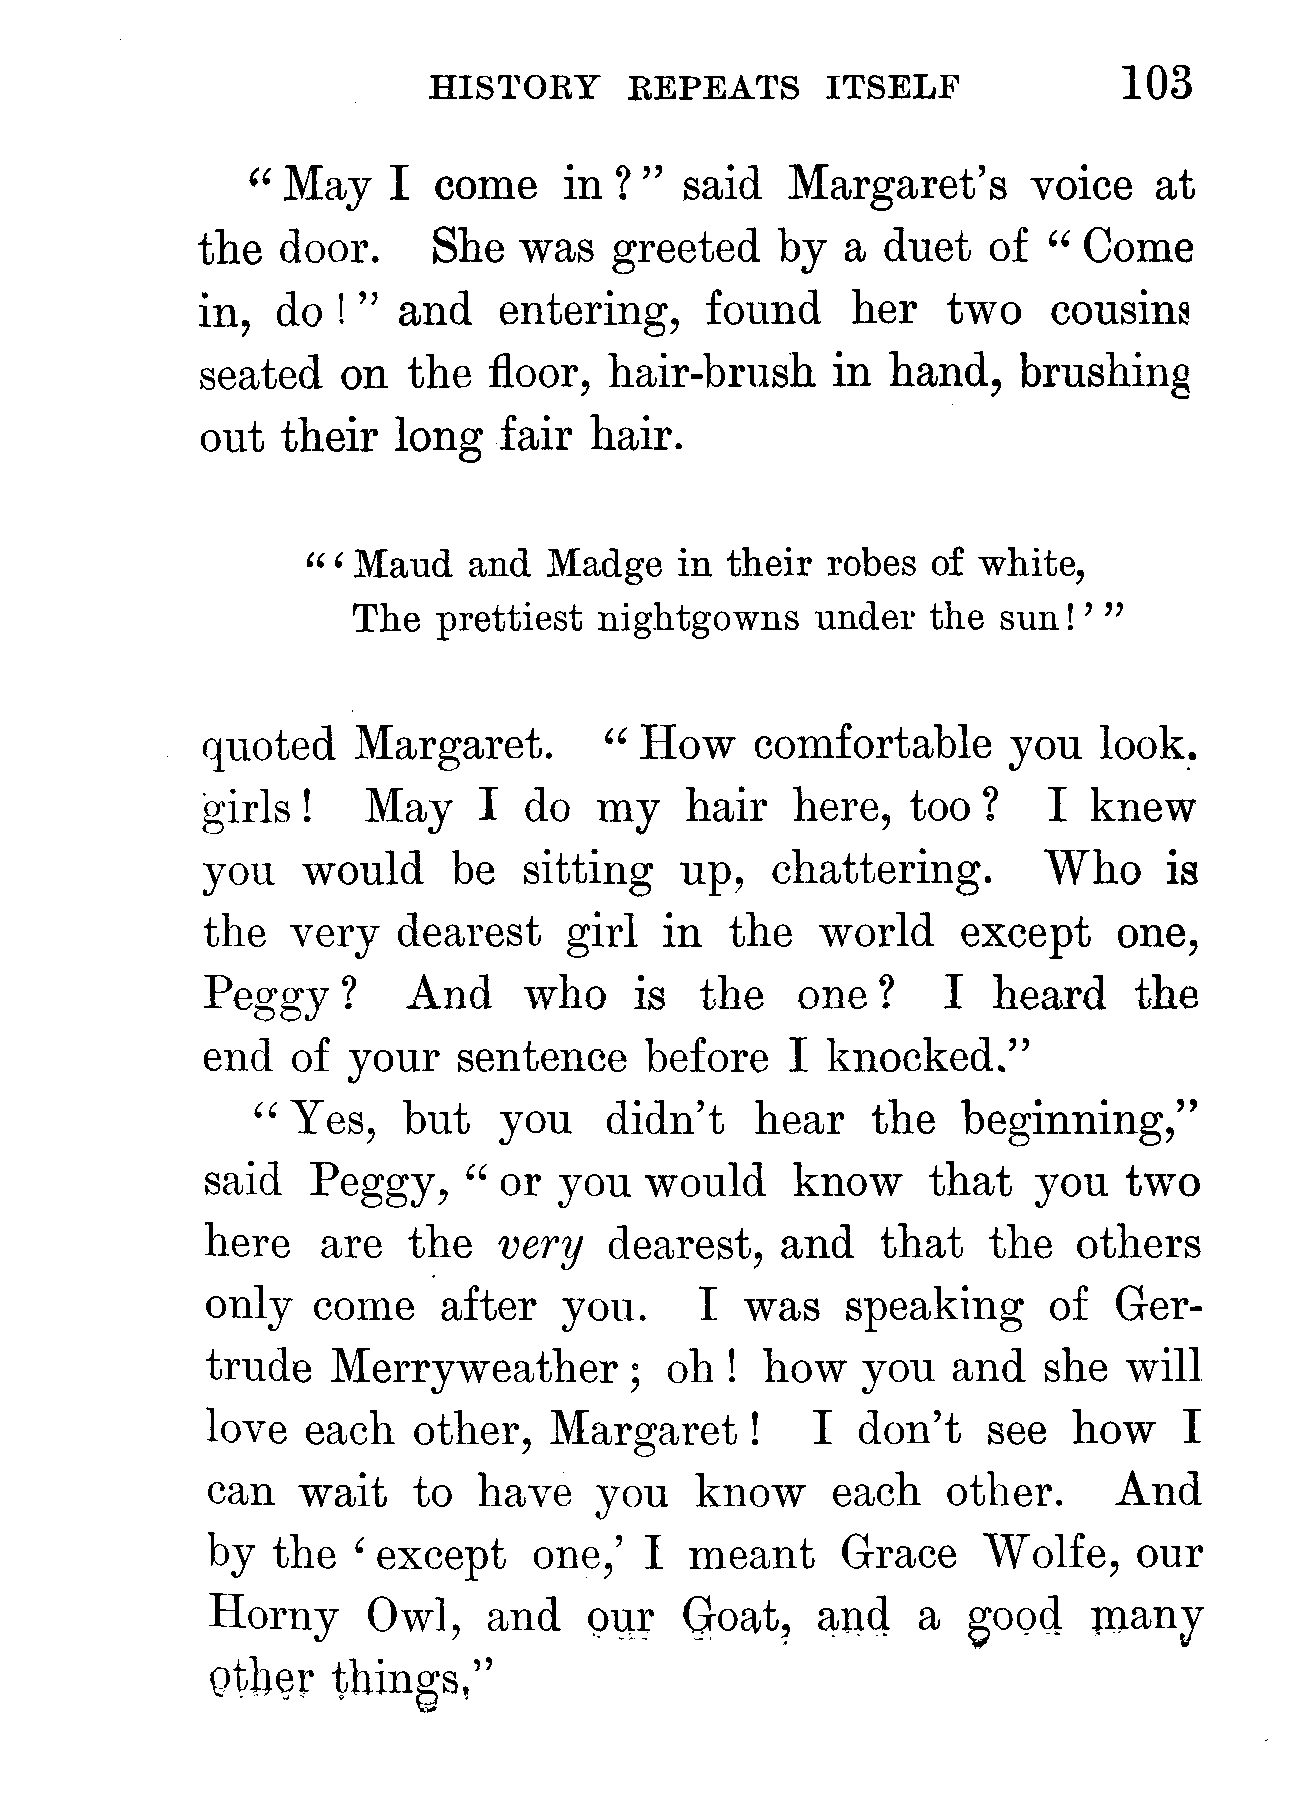 HISTORY REPEATS ITSELF 103
“ May I come in ? ” said Margaret’s voice at
the door. She was greeted by a duet of “ Come
in, do ! ” and entering, found her two cousins
seated on the floor, hair-brush in hand, brushing
out their long fair hair.
“ ‘ Maud and Madge in their robes of white,
The prettiest nightgowns under the sun! ’ ”
quoted Margaret. “ How comfortable you look.
girls ! May I do my hair here, too ? I knew
you would be sitting up, chattering. Who is
the very dearest girl in the world except one,
Peggy ? And who is the one ? I heard the
end of your sentence before I knocked.”
“ Yes, but you didn’t hear the beginning,”
said Peggy, “ or you would know that you two
here are the very dearest, and that the others
only come after you. I was speaking of Ger-
trude Merryweather ; oh ! how you and she will
love each other, Margaret ! I don’t see how I
can wait to have you know each other. And
by the ‘ except one,’ I meant Grace Wolfe, our
Horny Owl, and our Goat, and a good many
other things,”